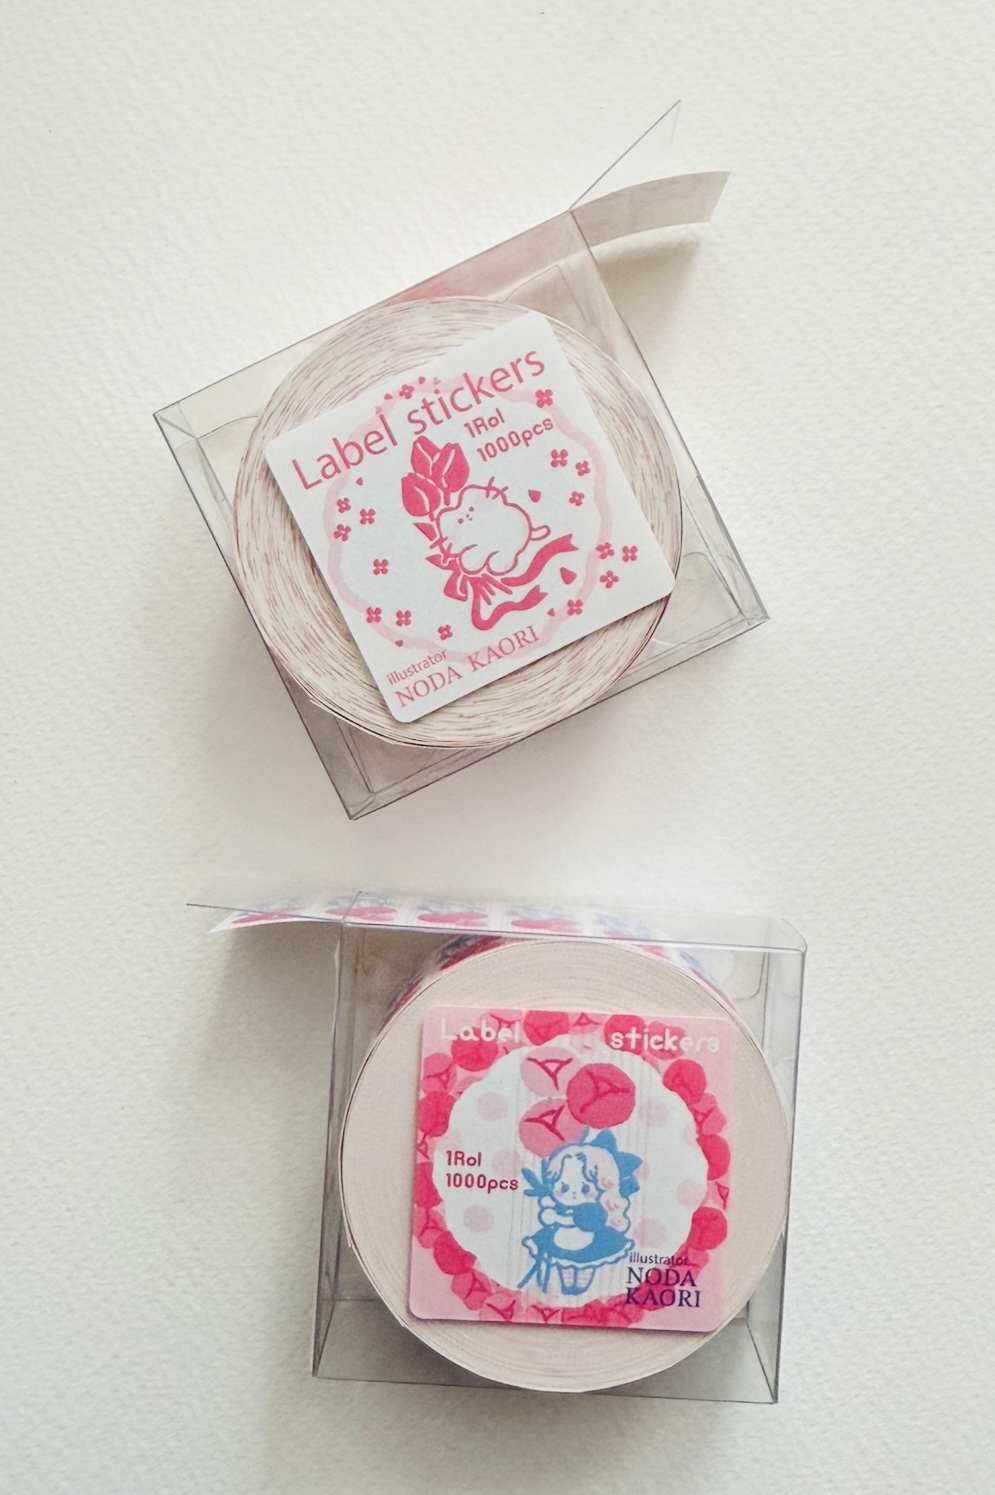 Label stickers
1Rol
1000pcs
illustrator
NODA KAORI
Label stickers
1Rol
1000pcs
illustrator
NODA
KAORI